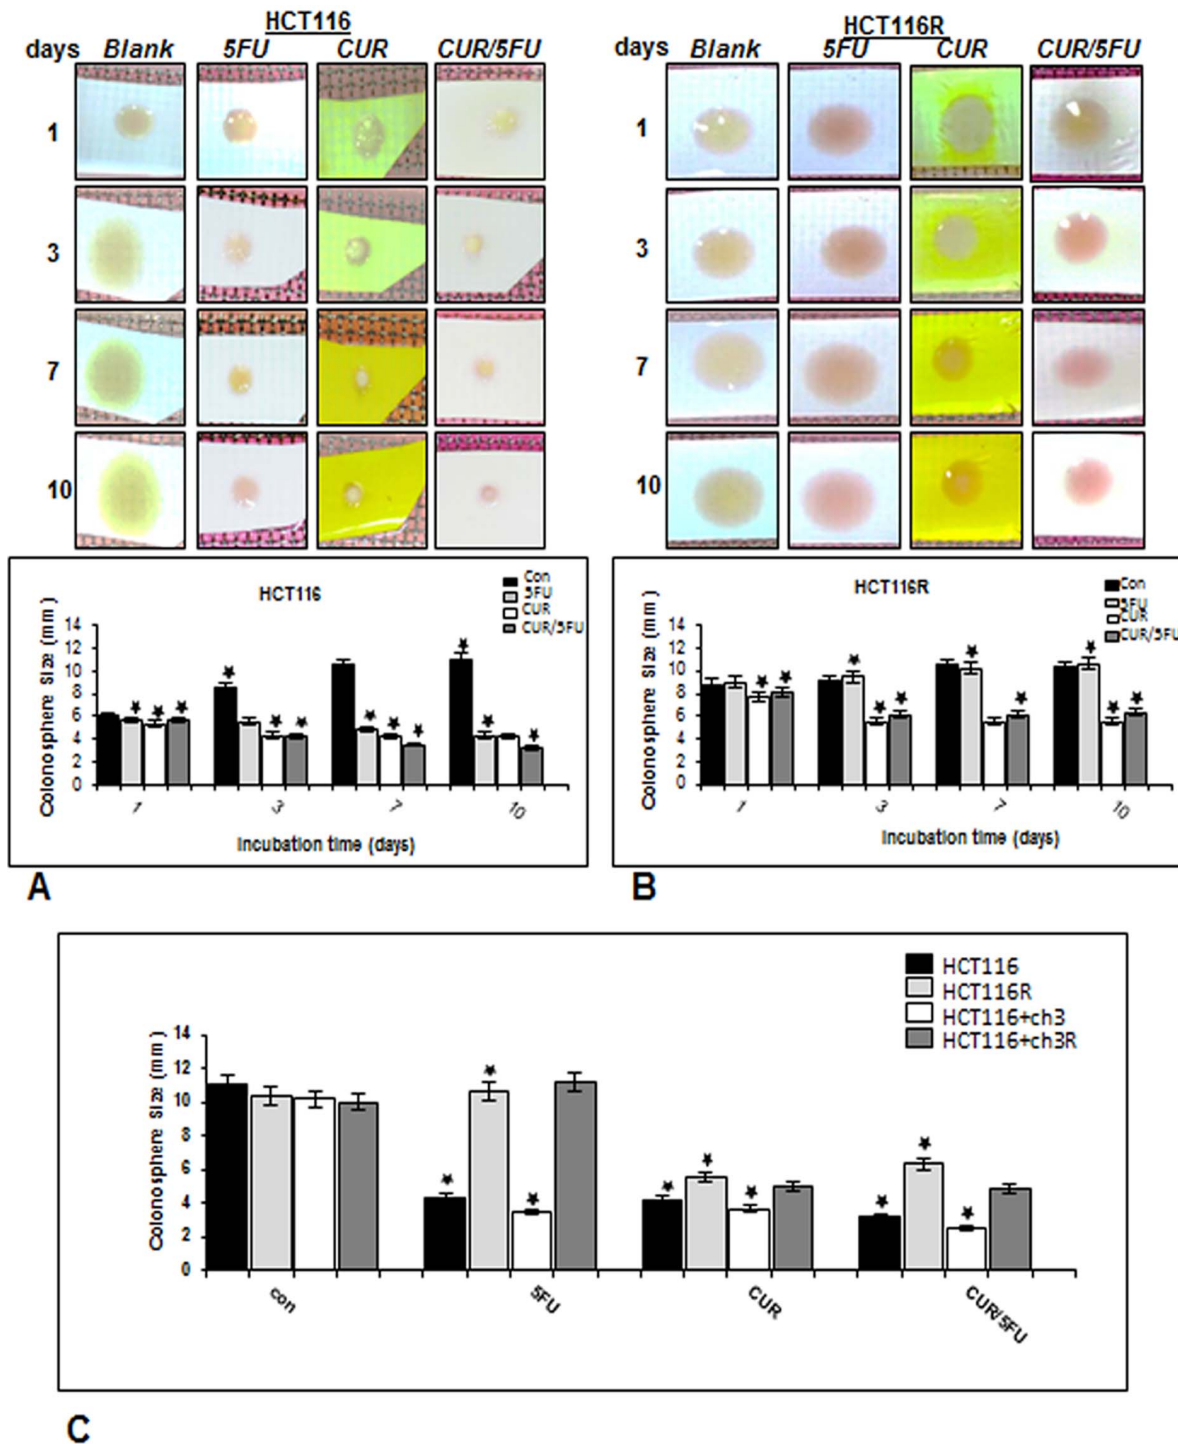 HCT116
days Blank 5FU CUR CUR/5FU
1
3
7
10
HCT116R
days Blank 5FU CUR CUR/5FU
1
3
7
10
HCT116
Con
5FU
CUR
CUR/5FU
Colonosphere Size (mm)
14
12
10
8
6
4
2
0
1 3 7 10
Incubation time (days)
A
HCT116R
Con
5FU
CUR
CUR/5FU
Colonosphere Size (mm)
14
12
10
8
6
4
2
0
1 3 7 10
Incubation time (days)
B
HCT116
HCT116R
HCT116+ch3
HCT116+ch3R
Colonosphere Size (mm)
14
12
10
8
6
4
2
0
con 5FU CUR CUR/5FU
C